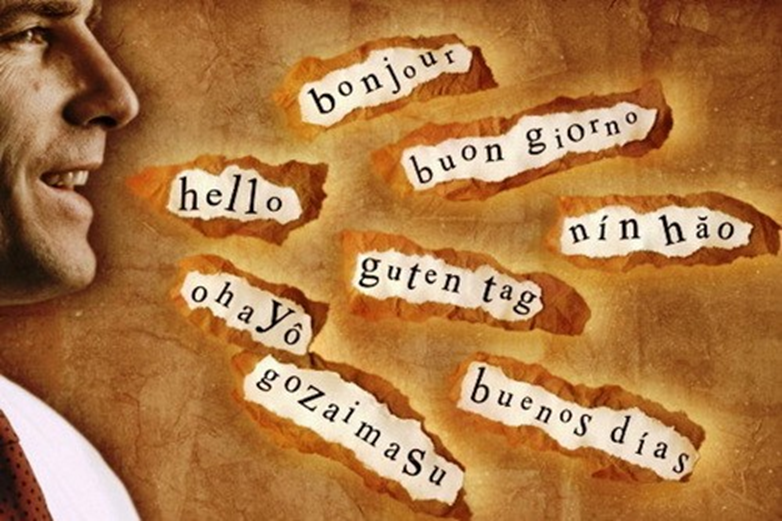 bonjour
buon giorno
hello
nín hăo
guten tag
ohayô
gozaimasu
buenos días